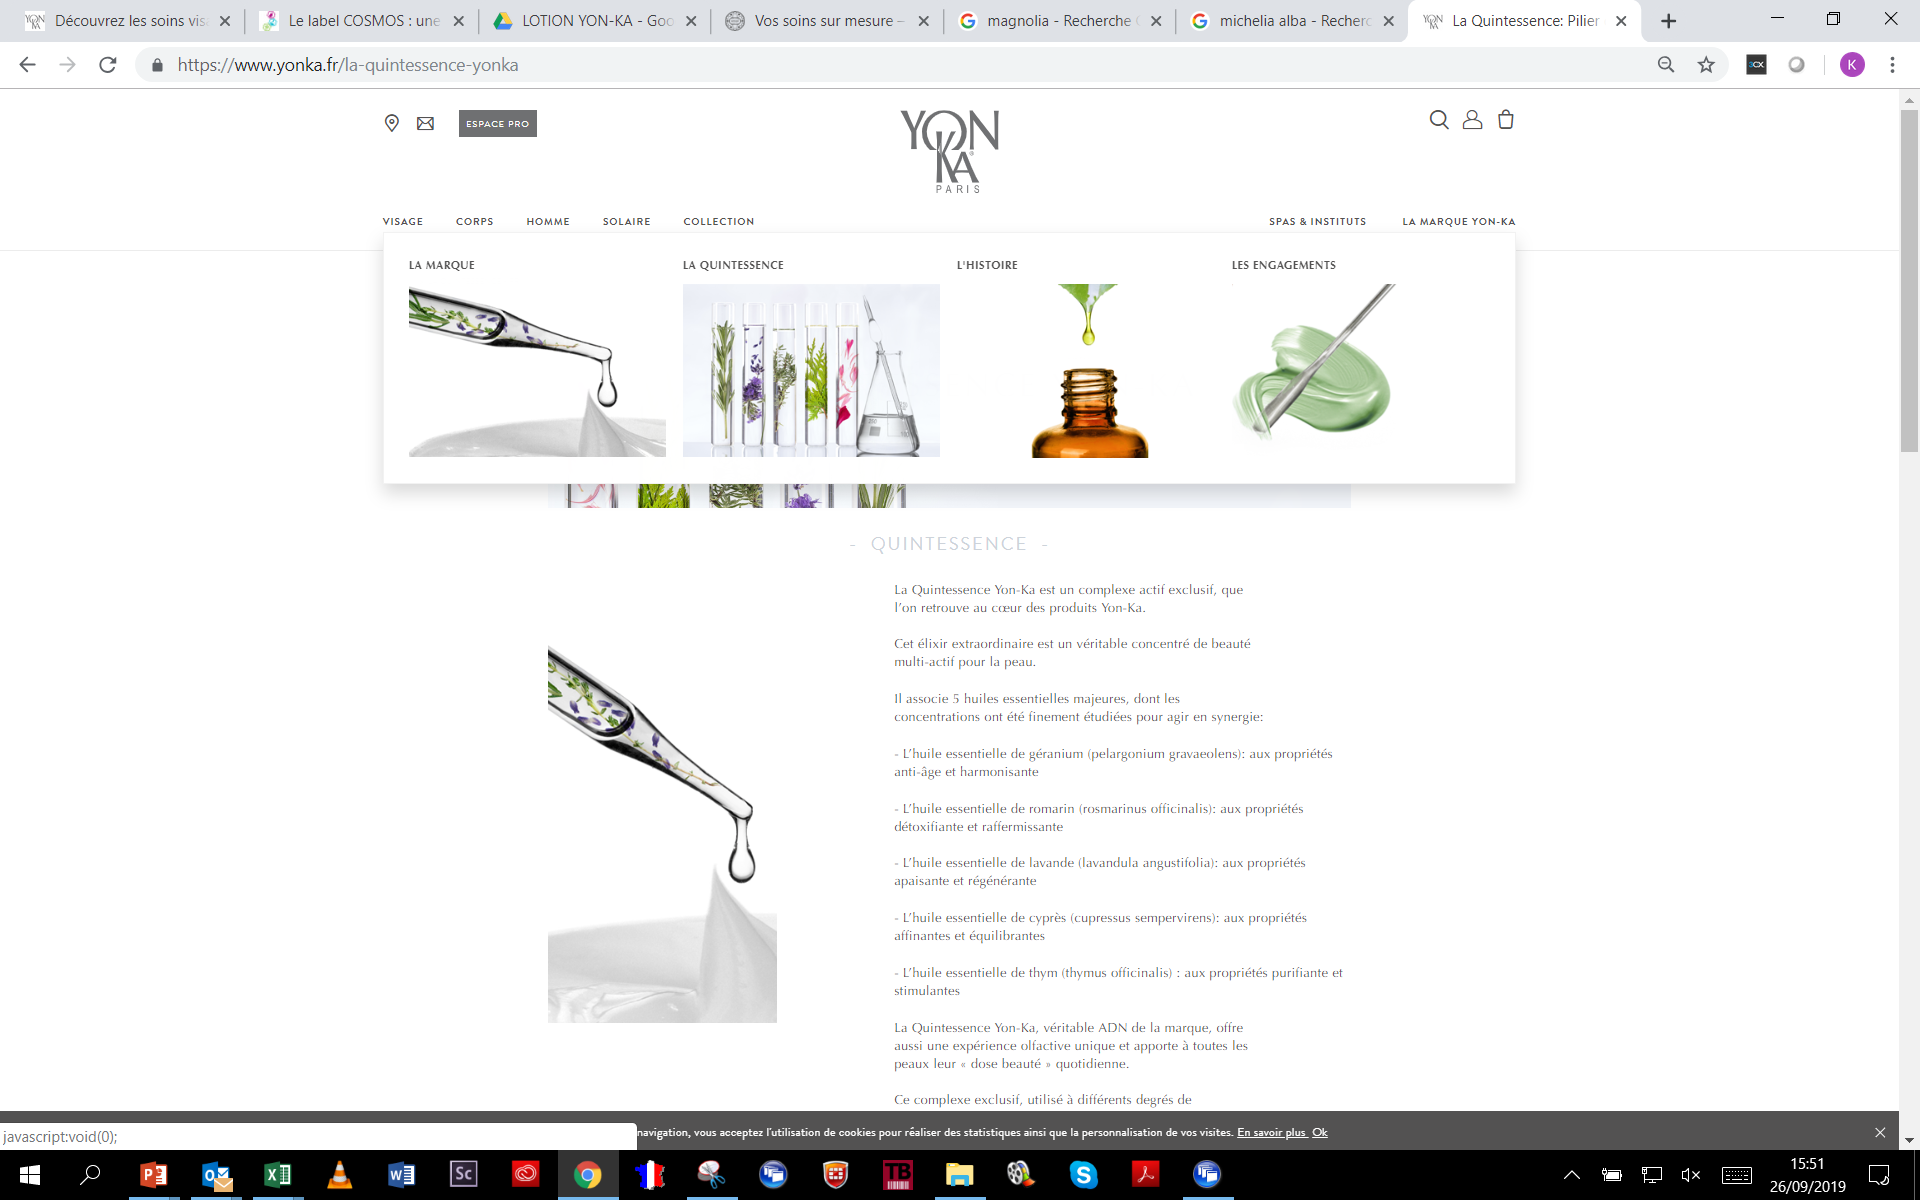 Découvrez les soins vis
Le label COSMOS : une
LOTION YON-KA - Goo
Vos soins sur mesure –
magnolia - Recherche
michelia alba - Recherc
La Quintessence: Pilier
https://www.yonka.fr/la-quintessence-yonka
3CX
K
ESPACE PRO
YON
KA
PARIS
VISAGE
CORPS
HOMME
SOLAIRE
COLLECTION
SPAS & INSTITUTS
LA MARQUE YON-KA
LA MARQUE
LA QUINTESSENCE
L'HISTOIRE
LES ENGAGEMENTS
- QUINTESSENCE -
La Quintessence Yon-Ka est un complexe actif exclusif, que
l’on retrouve au cœur des produits Yon-Ka.
Cet élixir extraordinaire est un véritable concentré de beauté
multi-actif pour la peau.
Il associe 5 huiles essentielles majeures, dont les
concentrations ont été finement étudiées pour agir en synergie:
- L’huile essentielle de géranium (pelargonium gravaeolens): aux propriétés
anti-âge et harmonisante
- L’huile essentielle de romarin (rosmarinus officinalis): aux propriétés
détoxifiante et raffermissante
- L’huile essentielle de lavande (lavandula angustifolia): aux propriétés
apaisante et régénérante
- L’huile essentielle de cyprès (cupressus sempervirens): aux propriétés
affinantes et équilibrantes
- L’huile essentielle de thym (thymus officinalis) : aux propriétés purifiante et
stimulantes
La Quintessence Yon-Ka, véritable ADN de la marque, offre
aussi une expérience olfactive unique et apporte à toutes les
peaux leur « dose beauté » quotidienne.
Ce complexe exclusif, utilisé à différents degrés de
javascript:void(0);
navigation, vous acceptez l'utilisation de cookies pour réaliser des statistiques ainsi que la personnalisation de vos visites. En savoir plus Ok
Sc
TB
15:51
26/09/2019